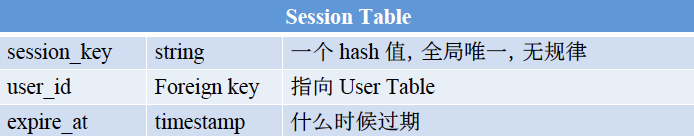 Session Table
session_key string 一个 hash 值, 全局唯一, 无规律
user_id Foreign key 指向 User Table
expire_at timestamp 什么时候过期